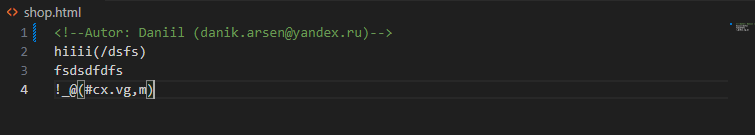 shop.html
1 <!--Autor: Daniil (danik.arsen@yandex.ru)-->
2 hiiii(/dsfs)
3 fsdsdfdfs
4 !_@(#cx.vg,m)